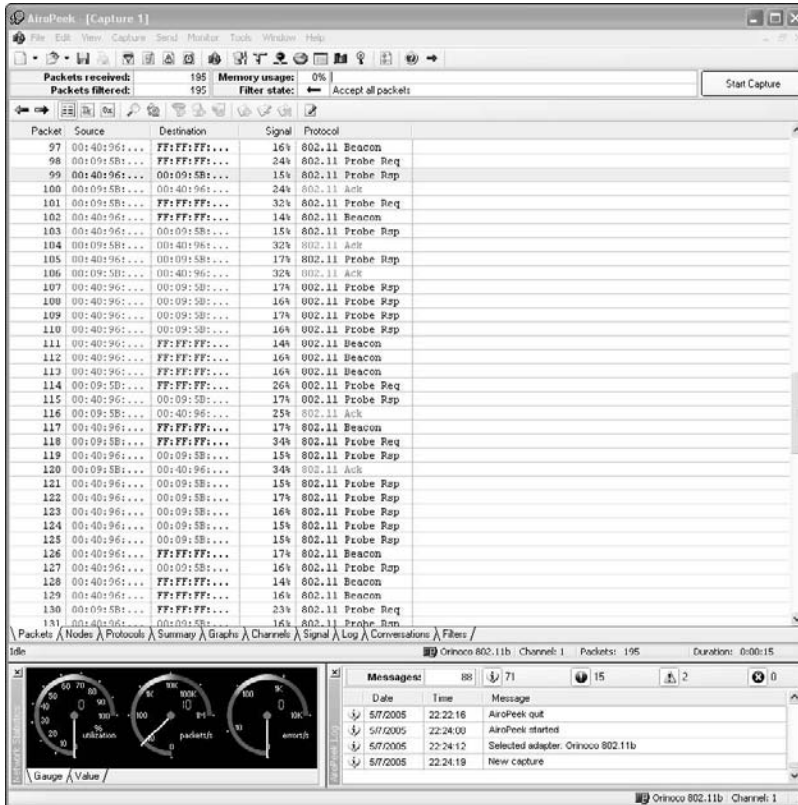 AiroPeek - [Capture 1]
File Edit View Capture Send Monitor Tools Window Help
Packets received: 195 Memory usage: 0%
Packets filtered: 195 Filter state: Accept all packets
Start Capture
Packet Source Destination Signal Protocol
97 00:40:96:... FF:FF:FF:... 16% 802.11 Beacon
98 00:09:5B:... FF:FF:FF:... 24% 802.11 Probe Req
99 00:40:96:... 00:09:5B:... 15% 802.11 Probe Rsp
100 00:09:5B:... 00:40:96:... 24% 802.11 Ack
101 00:09:5B:... FF:FF:FF:... 32% 802.11 Probe Req
102 00:40:96:... FF:FF:FF:... 14% 802.11 Beacon
103 00:40:96:... 00:09:5B:... 15% 802.11 Probe Rsp
104 00:09:5B:... 00:40:96:... 32% 802.11 Ack
105 00:40:96:... 00:09:5B:... 17% 802.11 Probe Rsp
106 00:09:5B:... 00:40:96:... 32% 802.11 Ack
107 00:40:96:... 00:09:5B:... 17% 802.11 Probe Rsp
108 00:40:96:... 00:09:5B:... 16% 802.11 Probe Rsp
109 00:40:96:... 00:09:5B:... 17% 802.11 Probe Rsp
110 00:40:96:... 00:09:5B:... 16% 802.11 Probe Rsp
111 00:40:96:... FF:FF:FF:... 14% 802.11 Beacon
112 00:40:96:... FF:FF:FF:... 16% 802.11 Beacon
113 00:40:96:... FF:FF:FF:... 16% 802.11 Beacon
114 00:09:5B:... FF:FF:FF:... 26% 802.11 Probe Req
115 00:40:96:... 00:09:5B:... 17% 802.11 Probe Rsp
116 00:09:5B:... 00:40:96:... 25% 802.11 Ack
117 00:40:96:... FF:FF:FF:... 17% 802.11 Beacon
118 00:09:5B:... FF:FF:FF:... 34% 802.11 Probe Req
119 00:40:96:... 00:09:5B:... 15% 802.11 Probe Rsp
120 00:09:5B:... 00:40:96:... 34% 802.11 Ack
121 00:40:96:... 00:09:5B:... 15% 802.11 Probe Rsp
122 00:40:96:... 00:09:5B:... 17% 802.11 Probe Rsp
123 00:40:96:... 00:09:5B:... 16% 802.11 Probe Rsp
124 00:40:96:... 00:09:5B:... 15% 802.11 Probe Rsp
125 00:40:96:... 00:09:5B:... 15% 802.11 Probe Rsp
126 00:40:96:... FF:FF:FF:... 17% 802.11 Beacon
127 00:40:96:... 00:09:5B:... 16% 802.11 Probe Rsp
128 00:40:96:... FF:FF:FF:... 14% 802.11 Beacon
129 00:40:96:... FF:FF:FF:... 16% 802.11 Beacon
130 00:09:5B:... FF:FF:FF:... 23% 802.11 Probe Req
131 00:40:96:... 00:09:5B:... 16% 802.11 Probe Rsp
Packets Nodes Protocols Summary Graphs Channels Signal Log Conversations Filters
Idle Orinoco 802.11b Channel: 1 Packets: 195 Duration: 0:00:15
Messages: 88 71 15 2 0
Date Time Message
5/7/2005 22:22:16 AiroPeek quit
5/7/2005 22:24:08 AiroPeek started
5/7/2005 22:24:12 Selected adapter: Orinoco 802.11b
5/7/2005 22:24:19 New capture
% utilization packets/s errors/s
Gauge Value
Orinoco 802.11b Channel: 1